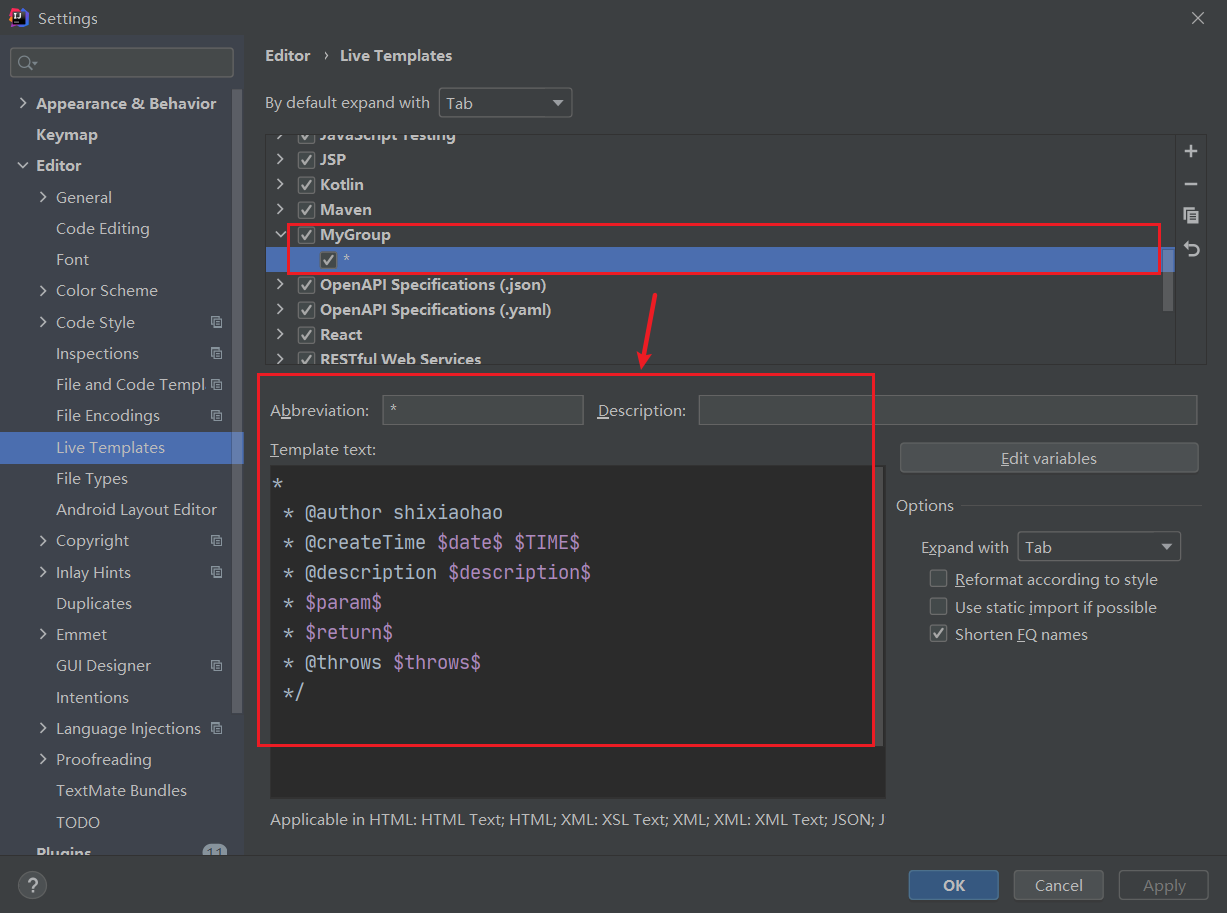 Settings
Editor › Live Templates
By default expand with Tab
Appearance & Behavior
Keymap
Editor
General
Code Editing
Font
Color Scheme
Code Style
Inspections
File and Code Templ
File Encodings
Live Templates
File Types
Android Layout Editor
Copyright
Inlay Hints
Duplicates
Emmet
GUI Designer
Intentions
Language Injections
Proofreading
TextMate Bundles
TODO
Plugins 11
JavaScript Testing
JSP
Kotlin
Maven
MyGroup
*
OpenAPI Specifications (.json)
OpenAPI Specifications (.yaml)
React
RESTful Web Services
Abbreviation: * Description:
Template text:
*
* @author shixiaohao
* @createTime $date$ $TIME$
* @description $description$
* $param$
* $return$
* @throws $throws$
*/
Edit variables
Options
Expand with Tab
Reformat according to style
Use static import if possible
Shorten FQ names
Applicable in HTML: HTML Text; HTML; XML: XSL Text; XML; XML: XML Text; JSON; J
? OK Cancel Apply